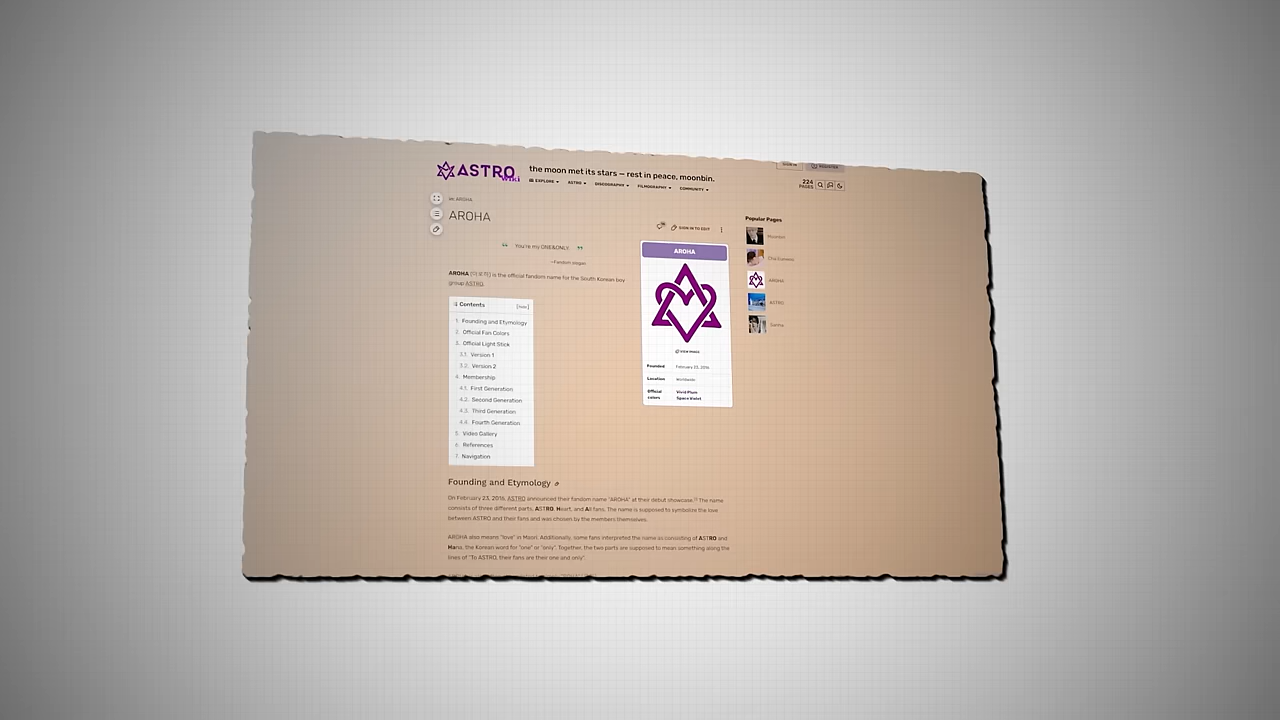 ASTRO
wiki
the moon met its stars — rest in peace, moonbin.
SIGN IN
REGISTER
EXPLORE
ASTRO
DISCOGRAPHY
FILMOGRAPHY
COMMUNITY
224
PAGES
in: AROHA
AROHA
SIGN IN TO EDIT
“ You're my ONE&ONLY. ”
—Fandom slogan
AROHA (아로하) is the official fandom name for the South Korean boy
group ASTRO.
Contents
[hide]
1. Founding and Etymology
2. Official Fan Colors
3. Official Light Stick
3.1. Version 1
3.2. Version 2
4. Membership
4.1. First Generation
4.2. Second Generation
4.3. Third Generation
4.4. Fourth Generation
5. Video Gallery
6. References
7. Navigation
AROHA
VIEW IMAGE
Founded February 23, 2016
Location Worldwide
Official Vivid Plum
colors Space Violet
Popular Pages
Moonbin
Cha Eunwoo
AROHA
ASTRO
Sanha
Founding and Etymology
On February 23, 2016, ASTRO announced their fandom name "AROHA" at their debut showcase.[1] The name
consists of three different parts, ASTRO, Heart, and All fans. The name is supposed to symbolize the love
between ASTRO and their fans and was chosen by the members themselves.
AROHA also means "love" in Maori. Additionally, some fans interpreted the name as consisting of ASTRO and
Hana, the Korean word for "one" or "only". Together, the two parts are supposed to mean something along the
lines of "To ASTRO, their fans are their one and only".